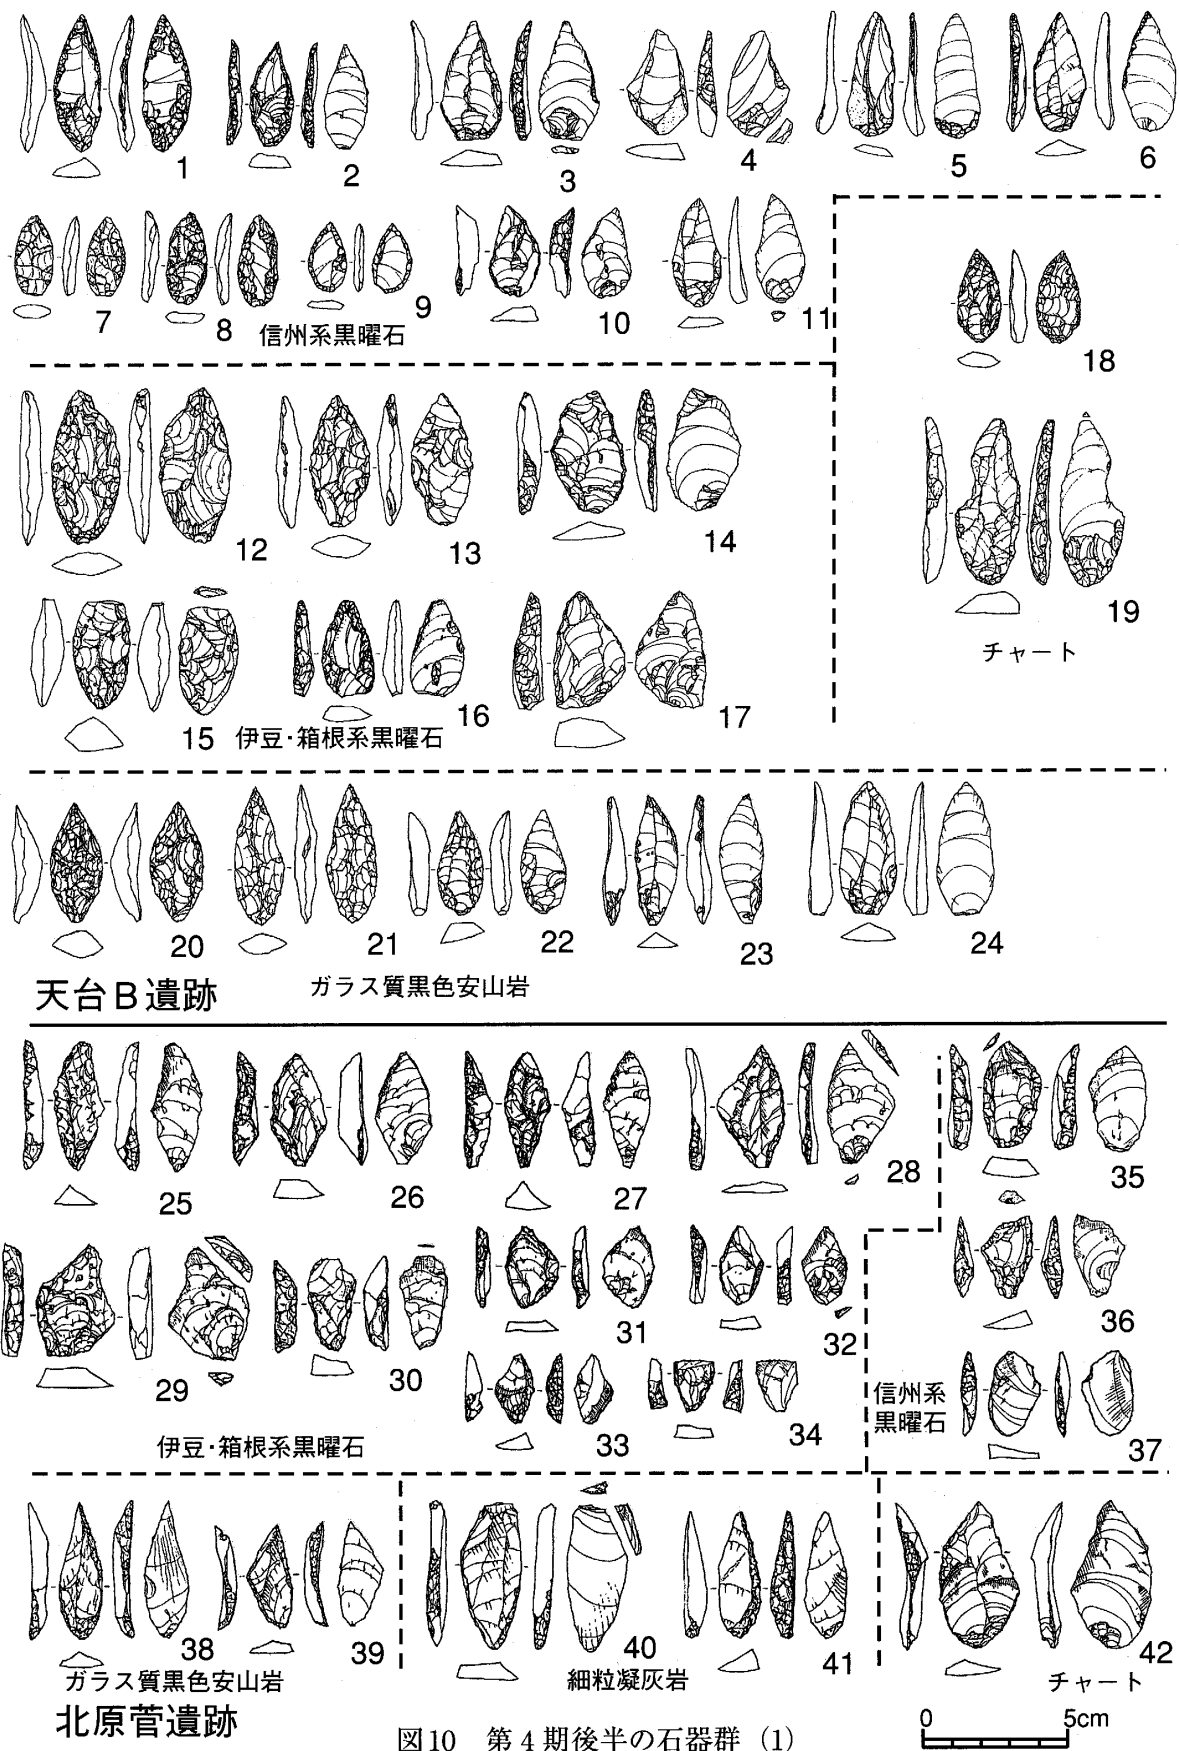 1 2 3 4 5 6
7 8 9 10 11
信州系黒曜石
18
12 13 14
19
チャート
15 16 17
伊豆・箱根系黒曜石
20 21 22 23 24
天台B遺跡
ガラス質黒色安山岩
25 26 27 28 35
29 30 31 32 36
33 34 37
信州系
黒曜石
伊豆・箱根系黒曜石
38 39 40 41 42
ガラス質黒色安山岩
細粒凝灰岩
チャート
北原菅遺跡
0 5cm
図10 第4期後半の石器群(1)